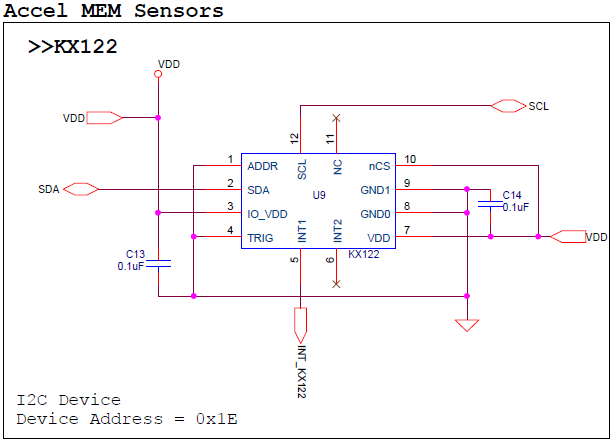 Accel MEM Sensors
>>KX122
VDD
VDD
SCL
12
11
SCL
NC
1
ADDR
nCS
10
SDA
2
SDA
U9
GND1
9
C14
0.1uF
3
IO_VDD
GND0
8
4
TRIG
INT1
INT2
VDD
7
VDD
KX122
C13
0.1uF
5
6
INT_KX122
I2C Device
Device Address = 0x1E